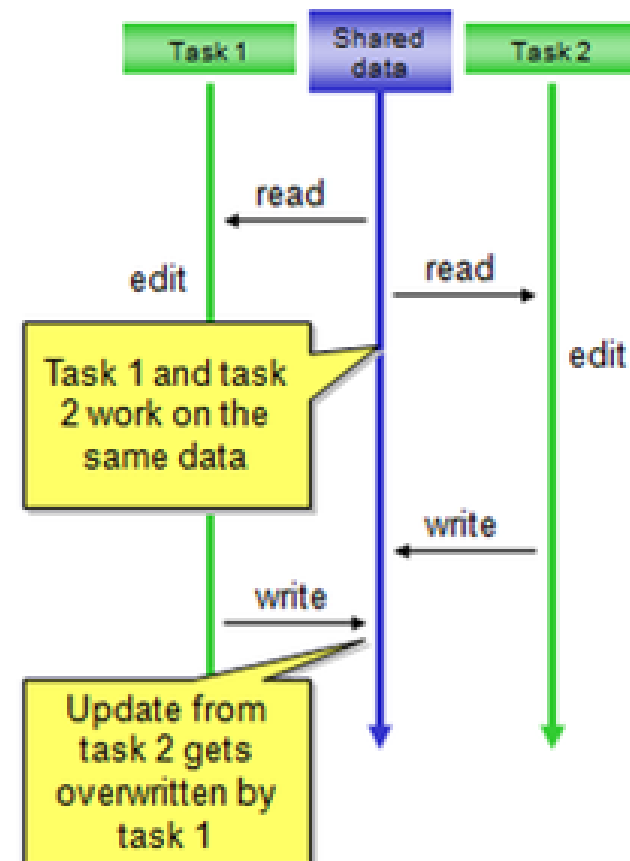 Task 1
Shared
data
Task 2
read
edit
read
edit
Task 1 and task
2 work on the
same data
write
write
Update from
task 2 gets
overwritten by
task 1